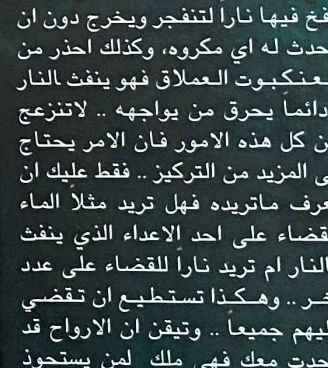 فخ فيها ناراً لتنفجر ويخرج دون ان
حدث له اي مكروه، وكذلك احذر من
عنكبوت العملاق فهو ينفث النار
دائماً يحرق من يواجهه .. لاتنزعج
ن كل هذه الامور فان الامر يحتاج
ى المزيد من التركيز .. فقط عليك ان
عرف ماتريده فهل تريد مثلاً الماء
قضاء على احد الاعداء الذي ينفث
النار ام تريد ناراً للقضاء على عدد
خر .. وهكذا تستطيع ان تقضي
ليهم جميعاً .. وتيقن ان الارواح قد
حدت معك فهي ملك لمن يستحوذ